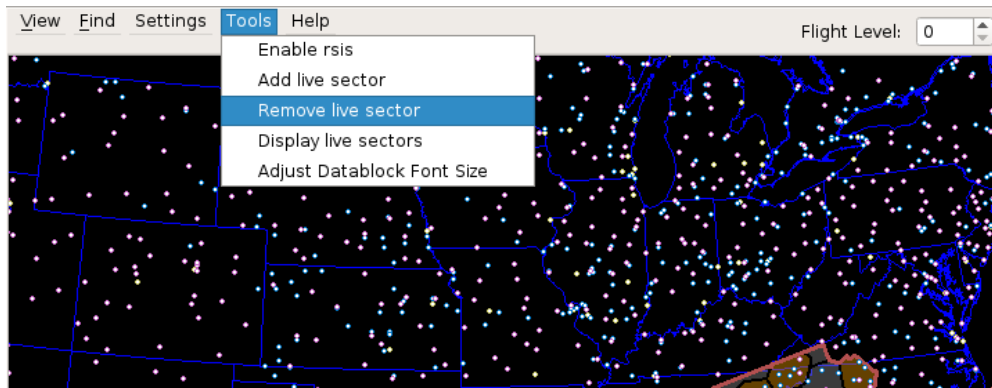 View Find Settings Tools Help
Flight Level: 0
Enable rsis
Add live sector
Remove live sector
Display live sectors
Adjust Datablock Font Size